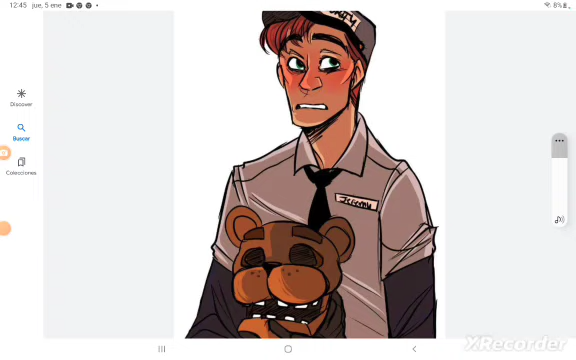 12:45 jue, 5 ene
8%
Discover
Buscar
Colecciones
Jeremy
XRecorder